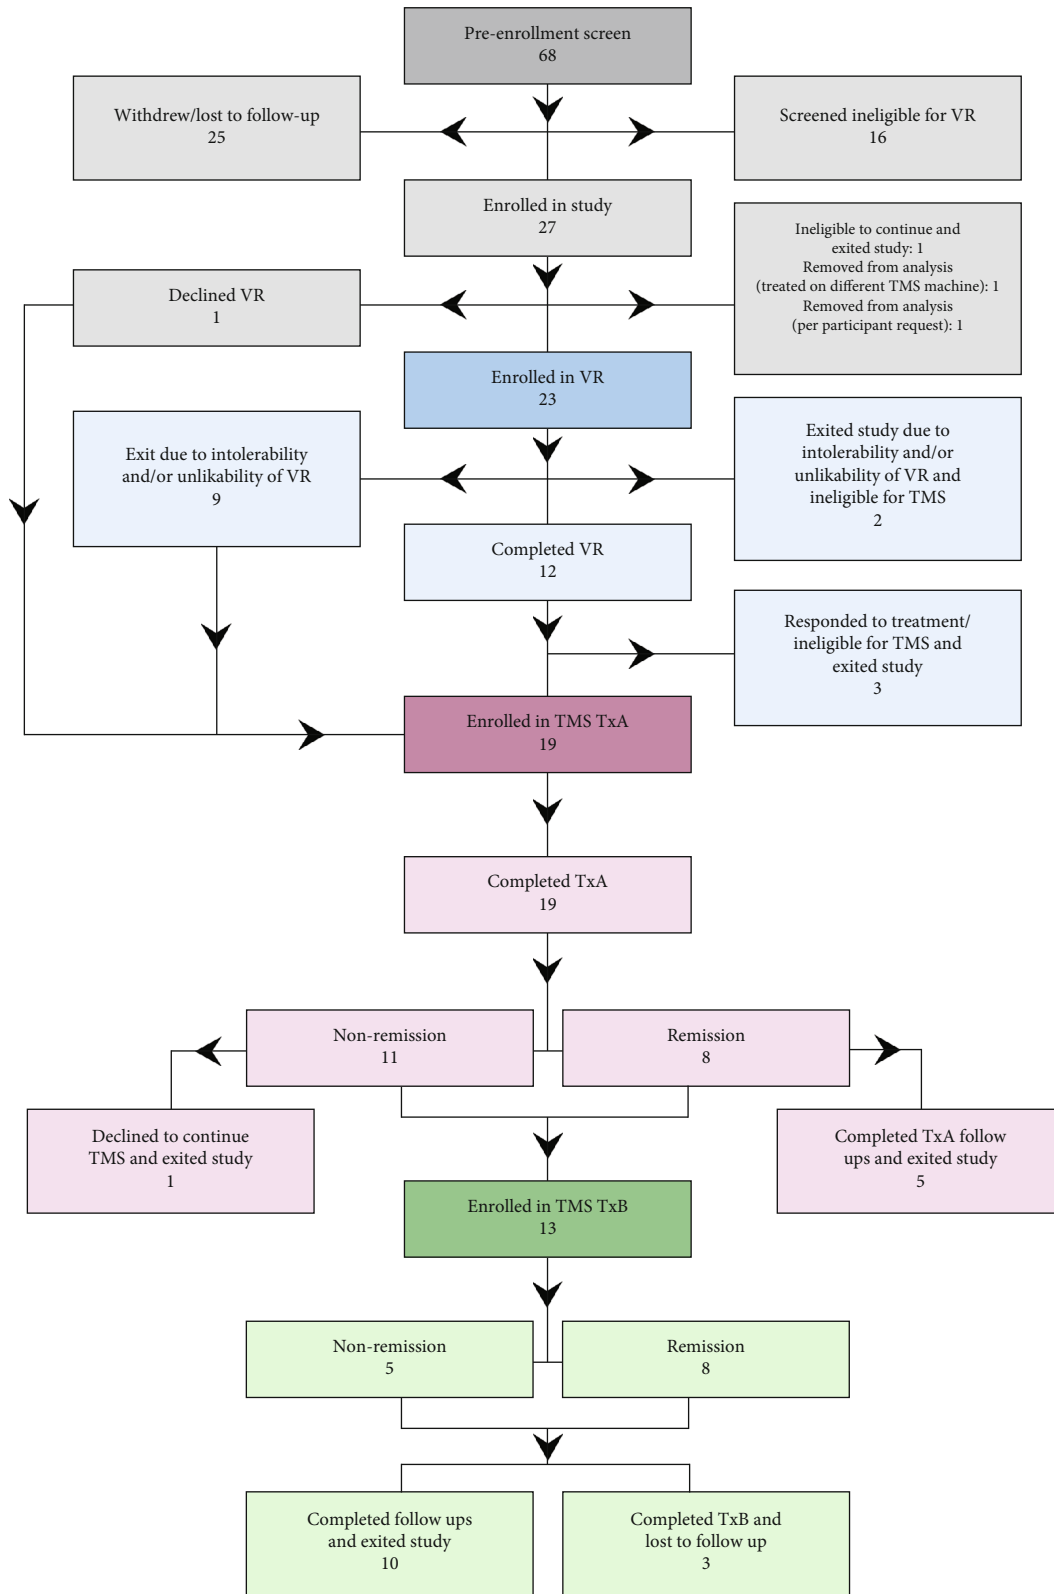 Pre-enrollment screen
68
Withdrew/lost to follow-up
25
Screened ineligible for VR
16
Enrolled in study
27
Ineligible to continue and
exited study: 1
Removed from analysis
(treated on different TMS machine): 1
Removed from analysis
(per participant request): 1
Declined VR
1
Enrolled in VR
23
Exit due to intolerability
and/or unlikability of VR
9
Exited study due to
intolerability and/or
unlikability of VR and
ineligible for TMS
2
Completed VR
12
Responded to treatment/
ineligible for TMS and
exited study
3
Enrolled in TMS TxA
19
Completed TxA
19
Non-remission
11
Remission
8
Declined to continue
TMS and exited study
1
Completed TxA follow
ups and exited study
5
Enrolled in TMS TxB
13
Non-remission
5
Remission
8
Completed follow ups
and exited study
10
Completed TxB and
lost to follow up
3